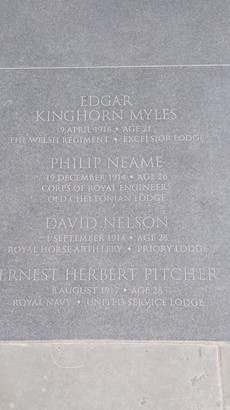 EDGAR
KINGHORN MYLES
9 APRIL 1916 • AGE 21
THE WELSH REGIMENT • EXCELSIOR LODGE
PHILIP NEAME
19 DECEMBER 1914 • AGE 26
CORPS OF ROYAL ENGINEERS
OLD CHELTONIAN LODGE
DAVID NELSON
1 SEPTEMBER 1914 • AGE 28
ROYAL HORSE ARTILLERY • PRIORY LODGE
ERNEST HERBERT PITCHER
8 AUGUST 1917 • AGE 28
ROYAL NAVY • UNITED SERVICE LODGE